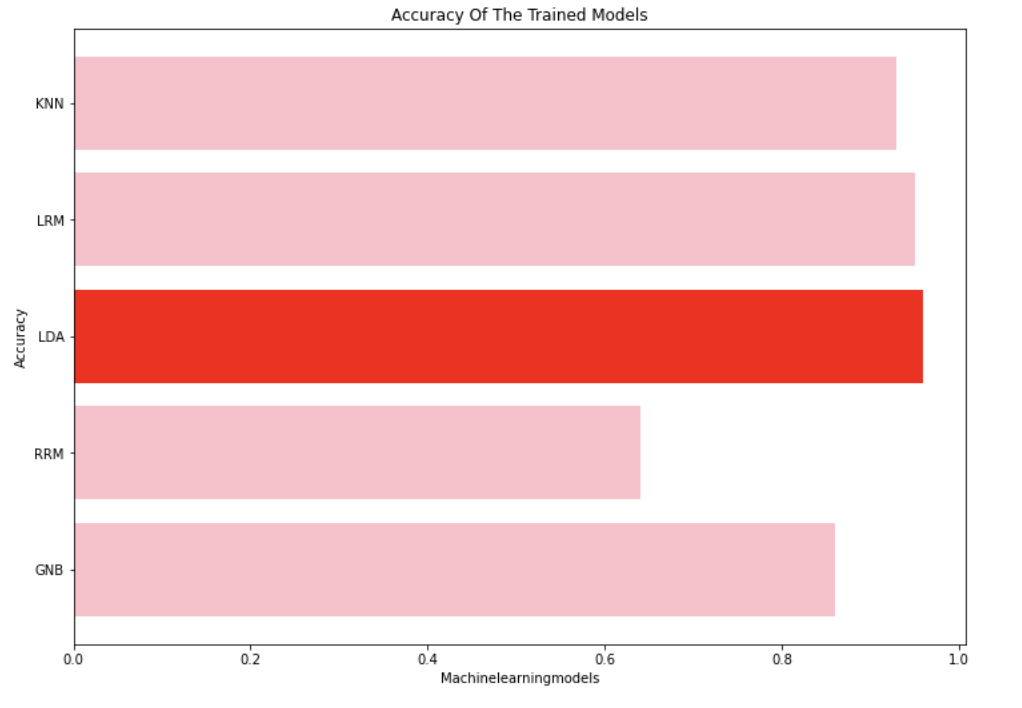 Accuracy Of The Trained Models
KNN
LRM
LDA
RRM
GNB
Accuracy
0.0 0.2 0.4 0.6 0.8 1.0
Machinelearningmodels